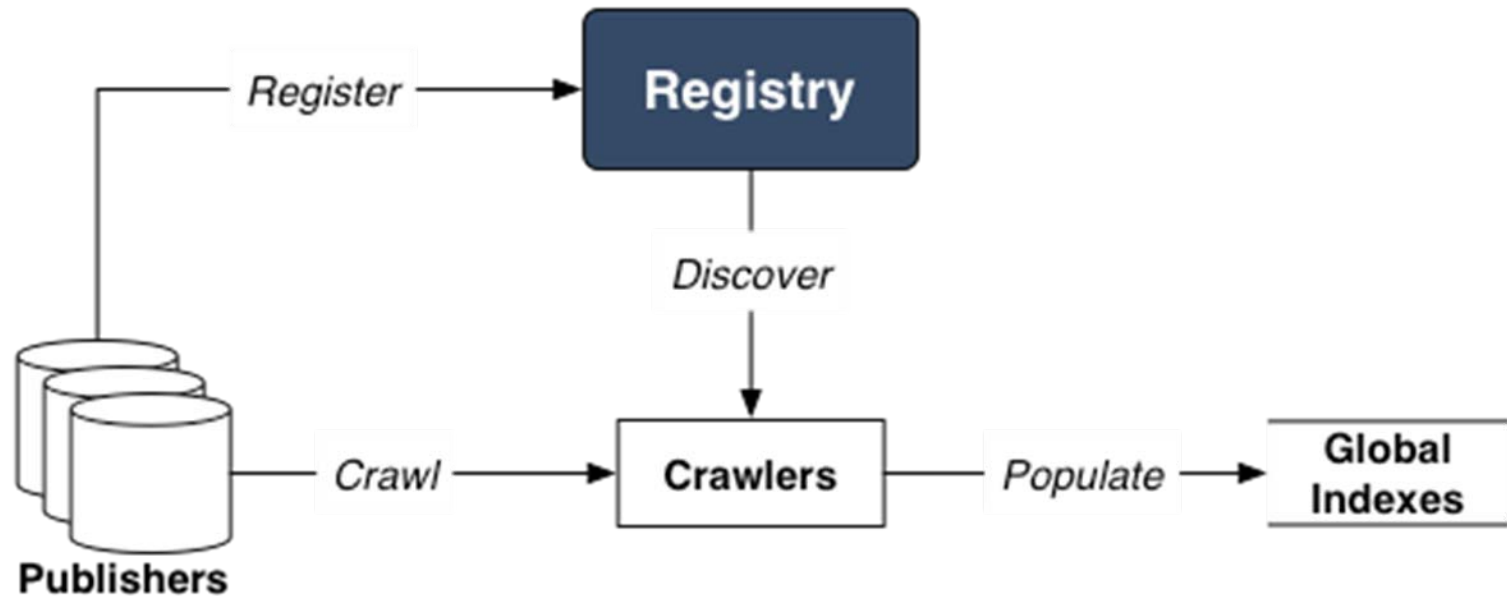 Register
Registry
Discover
Crawl
Crawlers
Populate
Global
Indexes
Publishers